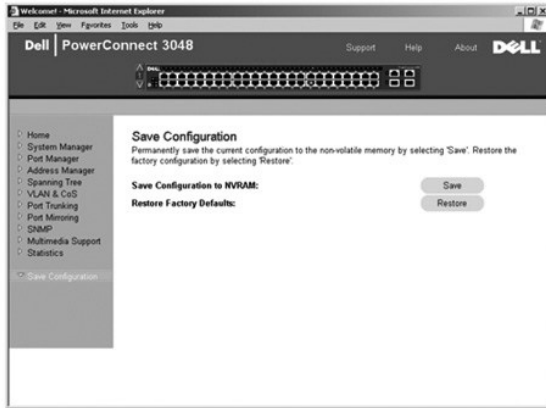 Welcome! - Microsoft Internet Explorer
File Edit View Favorites Tools Help
Dell | PowerConnect 3048
Support Help About DELL
Home
System Manager
Port Manager
Address Manager
Spanning Tree
VLAN & CoS
Port Trunking
Port Mirroring
SNMP
Multimedia Support
Statistics
Save Configuration
Save Configuration
Permanently save the current configuration to the non-volatile memory by selecting 'Save'. Restore the
factory configuration by selecting 'Restore'.
Save Configuration to NVRAM: Save
Restore Factory Defaults: Restore